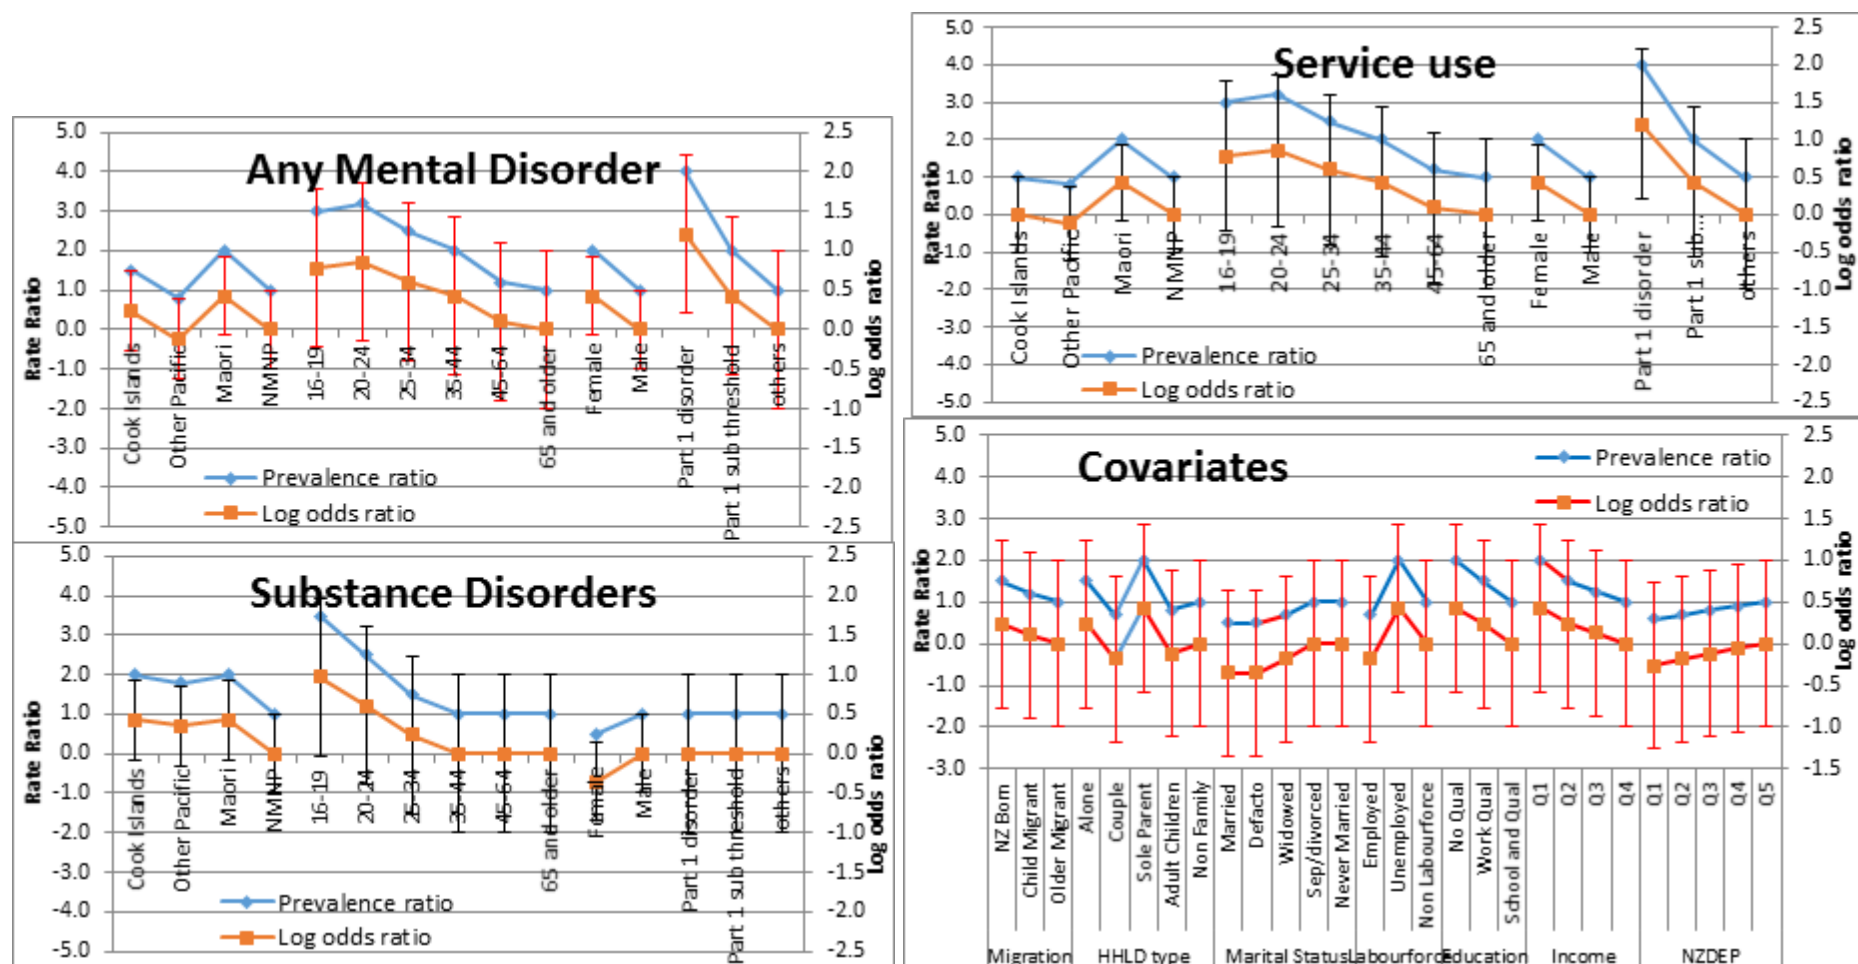 Any Mental Disorder
5.0
4.0
3.0
2.0
1.0
0.0
-1.0
-2.0
-3.0
-4.0
-5.0
Rate Ratio
2.5
2.0
1.5
1.0
0.5
0.0
-0.5
-1.0
-1.5
-2.0
-2.5
Log odds ratio
Cook Islands
Other Pacific
Maori
NMNP
16-19
20-24
25-34
35-44
45-64
65 and older
Female
Male
Part 1 disorder
Part 1 sub threshold
others
Prevalence ratio
Log odds ratio
Substance Disorders
5.0
4.0
3.0
2.0
1.0
0.0
-1.0
-2.0
-3.0
-4.0
-5.0
Rate Ratio
2.5
2.0
1.5
1.0
0.5
0.0
-0.5
-1.0
-1.5
-2.0
-2.5
Log odds ratio
Cook Islands
Other Pacific
Maori
NMNP
16-19
20-24
25-34
35-44
45-64
65 and older
Female
Male
Part 1 disorder
Part 1 sub threshold
others
Prevalence ratio
Log odds ratio
Service use
5.0
4.0
3.0
2.0
1.0
0.0
-1.0
-2.0
-3.0
-4.0
-5.0
Rate Ratio
2.5
2.0
1.5
1.0
0.5
0.0
-0.5
-1.0
-1.5
-2.0
-2.5
Log odds ratio
Cook Islands
Other Pacific
Maori
NMNP
16-19
20-24
25-34
35-44
45-64
65 and older
Female
Male
Part 1 disorder
Part 1 sub...
others
Prevalence ratio
Log odds ratio
Covariates
5.0
4.0
3.0
2.0
1.0
0.0
-1.0
-2.0
-3.0
Rate Ratio
2.5
2.0
1.5
1.0
0.5
0.0
-0.5
-1.0
-1.5
Log odds ratio
Prevalence ratio
Log odds ratio
NZ Born
Child Migrant
Older Migrant
Alone
Couple
Sole Parent
Adult Children
Non Family
Married
Defacto
Widowed
Sep/divorced
Never Married
Employed
Unemployed
Non Labourforce
No Qual
Work Qual
School and Qual
Q1
Q2
Q3
Q4
Q1
Q2
Q3
Q4
Q5
Migration
HHLD type
Marital Status
Labourforce
Education
Income
NZDEP